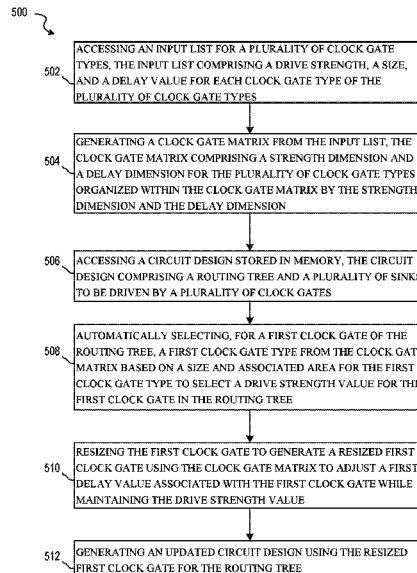 500
502
ACCESSING AN INPUT LIST FOR A PLURALITY OF CLOCK GATE
TYPES, THE INPUT LIST COMPRISING A DRIVE STRENGTH, A SIZE,
AND A DELAY VALUE FOR EACH CLOCK GATE TYPE OF THE
PLURALITY OF CLOCK GATE TYPES
504
GENERATING A CLOCK GATE MATRIX FROM THE INPUT LIST, THE
CLOCK GATE MATRIX COMPRISING A STRENGTH DIMENSION AND
A DELAY DIMENSION FOR THE PLURALITY OF CLOCK GATE TYPES
ORGANIZED WITHIN THE CLOCK GATE MATRIX BY THE STRENGTH
DIMENSION AND THE DELAY DIMENSION
506
ACCESSING A CIRCUIT DESIGN STORED IN MEMORY, THE CIRCUIT
DESIGN COMPRISING A ROUTING TREE AND A PLURALITY OF SINKS
TO BE DRIVEN BY A PLURALITY OF CLOCK GATES
508
AUTOMATICALLY SELECTING, FOR A FIRST CLOCK GATE OF THE
ROUTING TREE, A FIRST CLOCK GATE TYPE FROM THE CLOCK GAT
MATRIX BASED ON A SIZE AND ASSOCIATED AREA FOR THE FIRST
CLOCK GATE TYPE TO SELECT A DRIVE STRENGTH VALUE FOR THE
FIRST CLOCK GATE IN THE ROUTING TREE
510
RESIZING THE FIRST CLOCK GATE TO GENERATE A RESIZED FIRST
CLOCK GATE USING THE CLOCK GATE MATRIX TO ADJUST A FIRST
DELAY VALUE ASSOCIATED WITH THE FIRST CLOCK GATE WHILE
MAINTAINING THE DRIVE STRENGTH VALUE
512
GENERATING AN UPDATED CIRCUIT DESIGN USING THE RESIZED
FIRST CLOCK GATE FOR THE ROUTING TREE